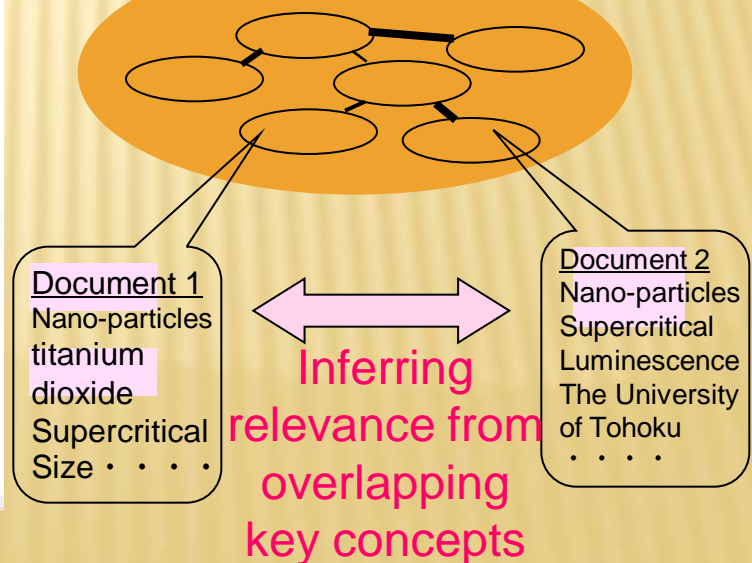 Document 1
Nano-particles
titanium
dioxide
Supercritical
Size・・・・
Inferring
relevance from
overlapping
key concepts
Document 2
Nano-particles
Supercritical
Luminescence
The University
of Tohoku
・・・・